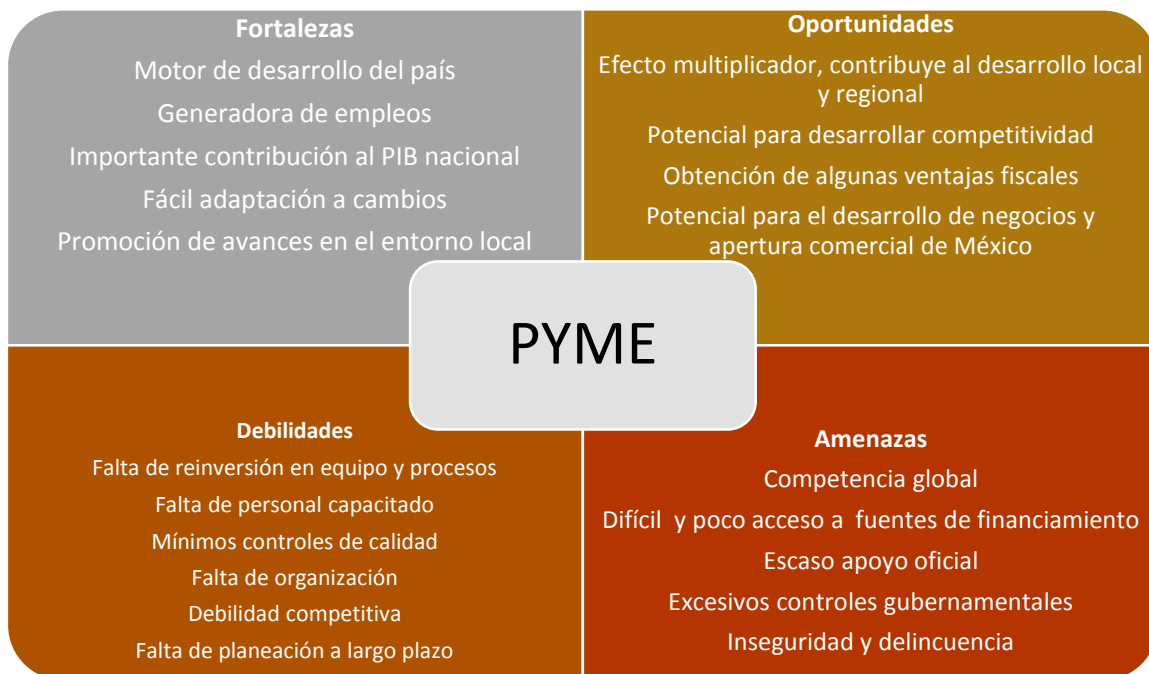 Fortalezas
Motor de desarrollo del país
Generadora de empleos
Importante contribución al PIB nacional
Fácil adaptación a cambios
Promoción de avances en el entorno local
Oportunidades
Efecto multiplicador, contribuye al desarrollo local
y regional
Potencial para desarrollar competitividad
Obtención de algunas ventajas fiscales
Potencial para el desarrollo de negocios y
apertura comercial de México
PYME
Debilidades
Falta de reinversión en equipo y procesos
Falta de personal capacitado
Mínimos controles de calidad
Falta de organización
Debilidad competitiva
Falta de planeación a largo plazo
Amenazas
Competencia global
Difícil y poco acceso a fuentes de financiamiento
Escaso apoyo oficial
Excesivos controles gubernamentales
Inseguridad y delincuencia